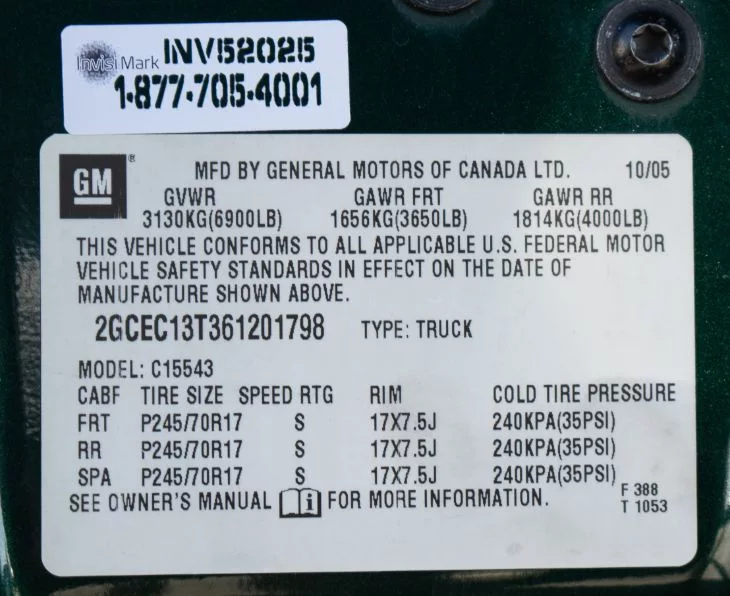 InvisiMark INV52025
1-877-705-4001
GM® MFD BY GENERAL MOTORS OF CANADA LTD. 10/05
GVWR GAWR FRT GAWR RR
3130KG(6900LB) 1656KG(3650LB) 1814KG(4000LB)
THIS VEHICLE CONFORMS TO ALL APPLICABLE U.S. FEDERAL MOTOR
VEHICLE SAFETY STANDARDS IN EFFECT ON THE DATE OF
MANUFACTURE SHOWN ABOVE.
2GCEC13T361201798 TYPE: TRUCK
MODEL: C15543
CABF TIRE SIZE SPEED RTG RIM COLD TIRE PRESSURE
FRT P245/70R17 S 17X7.5J 240KPA(35PSI)
RR P245/70R17 S 17X7.5J 240KPA(35PSI)
SPA P245/70R17 S 17X7.5J 240KPA(35PSI)
SEE OWNER'S MANUAL i FOR MORE INFORMATION.
F 388
T 1053